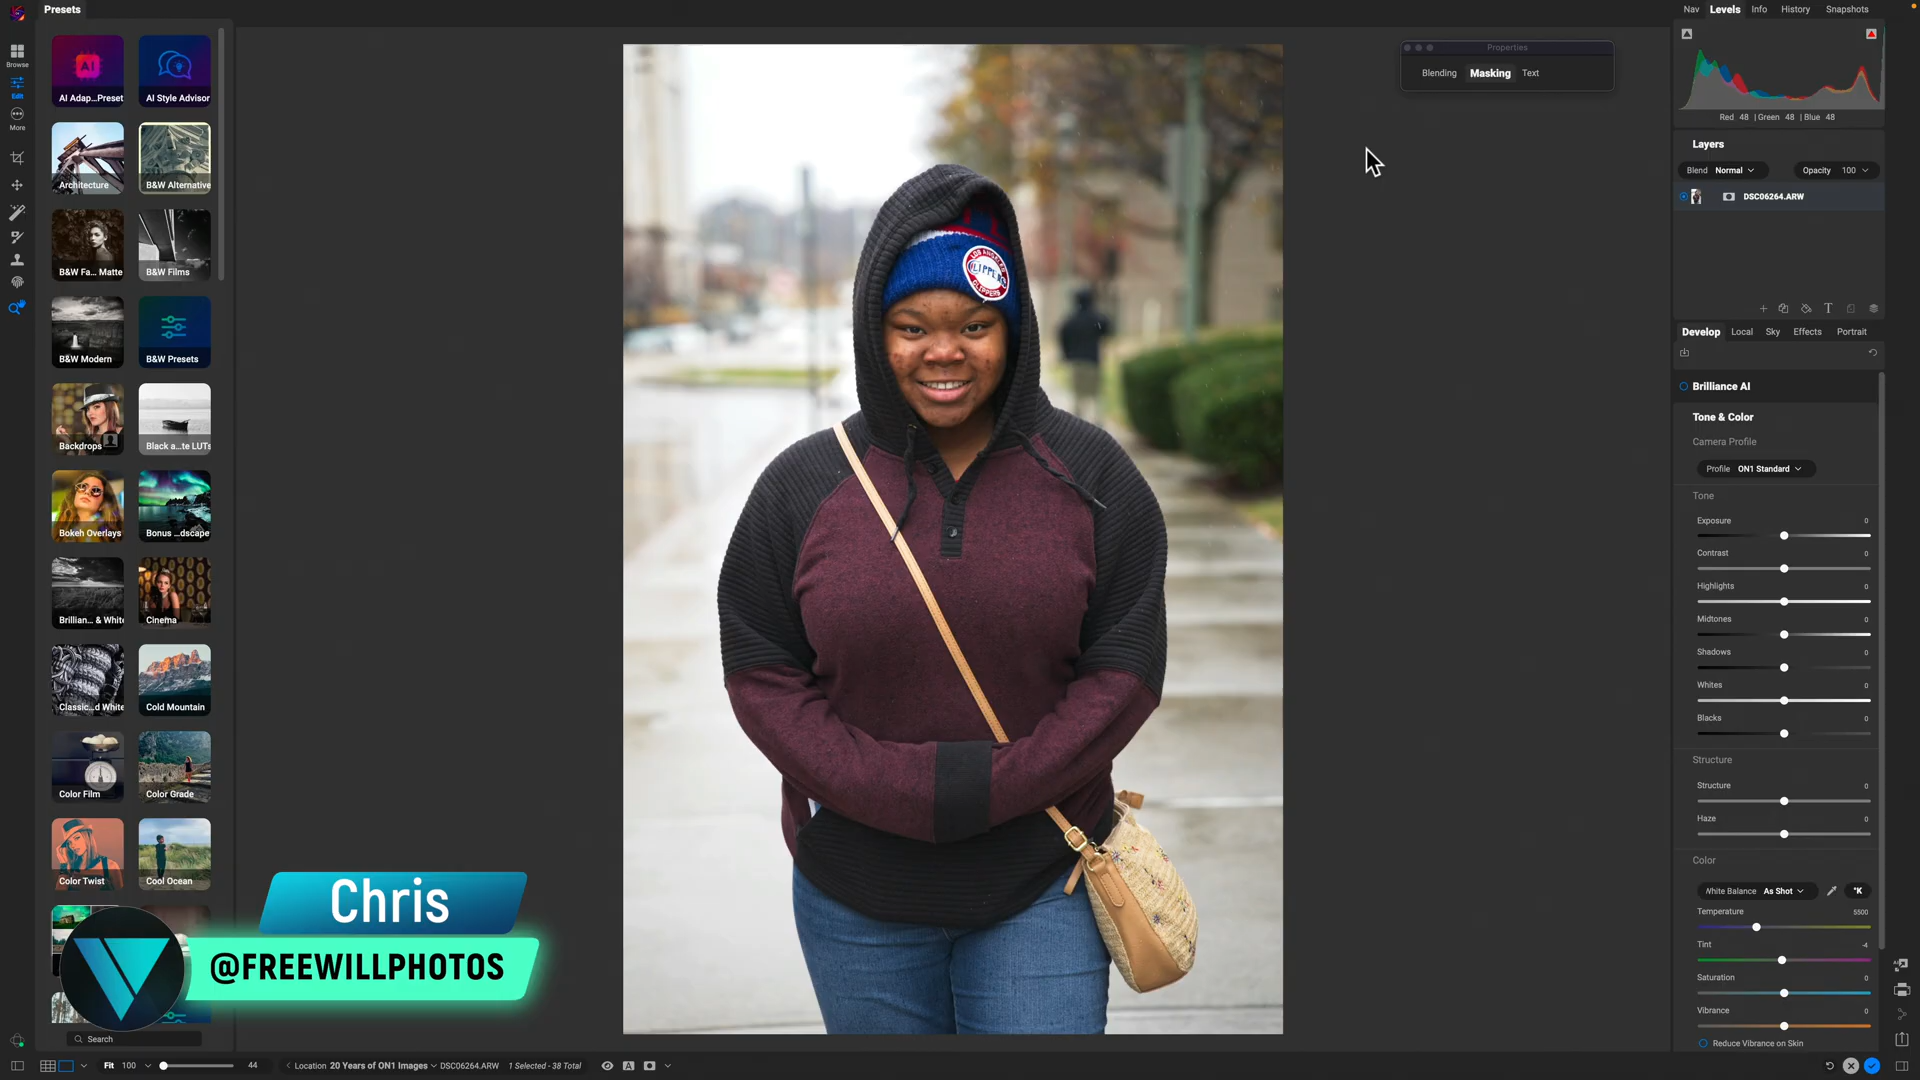 Presets
Nav Levels Info History Snapshots
Properties
Blending Masking Text
Red 48 | Green 48 | Blue 48
Layers
Blend Normal
Opacity 100
DSC06264.ARW
Browse
Edit
More
AI
AI Adap...Preset
AI Style Advisor
Architecture
B&W Alternative
B&W Fa... Matte
B&W Films
B&W Modern
B&W Presets
Backdrops
Black a...te LUTs
Bokeh Overlays
Bonus ...dscape
Brillian... & White
Cinema
Classic...d White
Cold Mountain
Color Film
Color Grade
Color Twist
Cool Ocean
Search
LOS ANGELES
CLIPPERS
CLIPPERS
Develop Local Sky Effects Portrait
Brilliance AI
Tone & Color
Camera Profile
Profile ON1 Standard
Tone
Exposure 0
Contrast 0
Highlights 0
Midtones 0
Shadows 0
Whites 0
Blacks 0
Structure
Structure 0
Haze 0
Color
White Balance As Shot
°K
Temperature 5500
Tint -4
Saturation 0
Vibrance 0
Reduce Vibrance on Skin
Chris
@FREEWILLPHOTOS
Fit 100
44
Location 20 Years of ON1 Images DSC06264.ARW 1 Selected - 38 Total
A